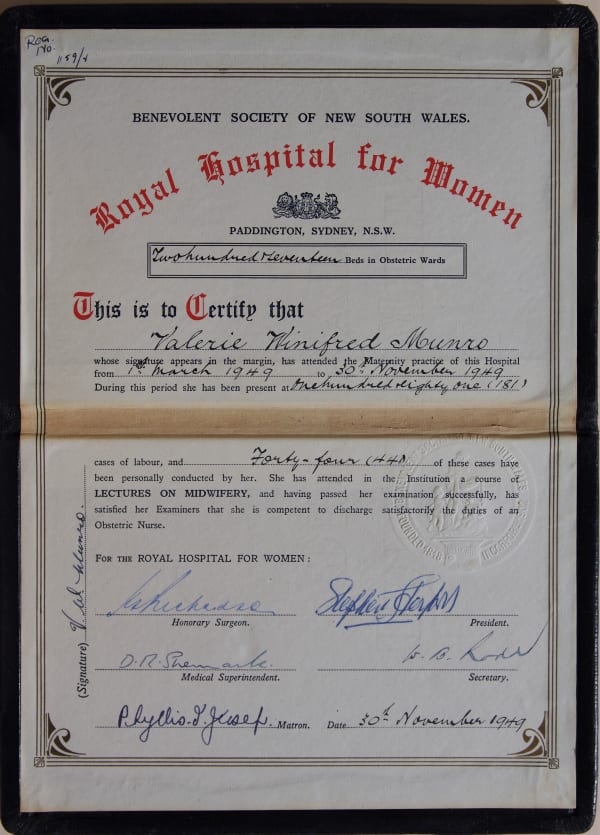 Reg.
No. 1159/4
BENEVOLENT SOCIETY OF NEW SOUTH WALES.
Royal Hospital for Women
PADDINGTON, SYDNEY, N.S.W.
Two hundred & seventeen Beds in Obstetric Wards
This is to Certify that
Valerie Winifred Munro
whose signature appears in the margin, has attended the Maternity practice of this Hospital
from 1st March 1949 to 30th November 1949
During this period she has been present at One hundred & eighty one (181)
cases of labour, and Forty-four (44) of these cases have
been personally conducted by her. She has attended in the Institution a course of
LECTURES ON MIDWIFERY, and having passed her examination successfully, has
satisfied her Examiners that she is competent to discharge satisfactorily the duties of an
Obstetric Nurse.
(Signature) V. W. Munro.
FOR THE ROYAL HOSPITAL FOR WOMEN:
Richardson
Stephen
Honorary Surgeon. President.
Medical Superintendent. Secretary.
Phyllis J. Jessep. Matron. Date 30th November 1949